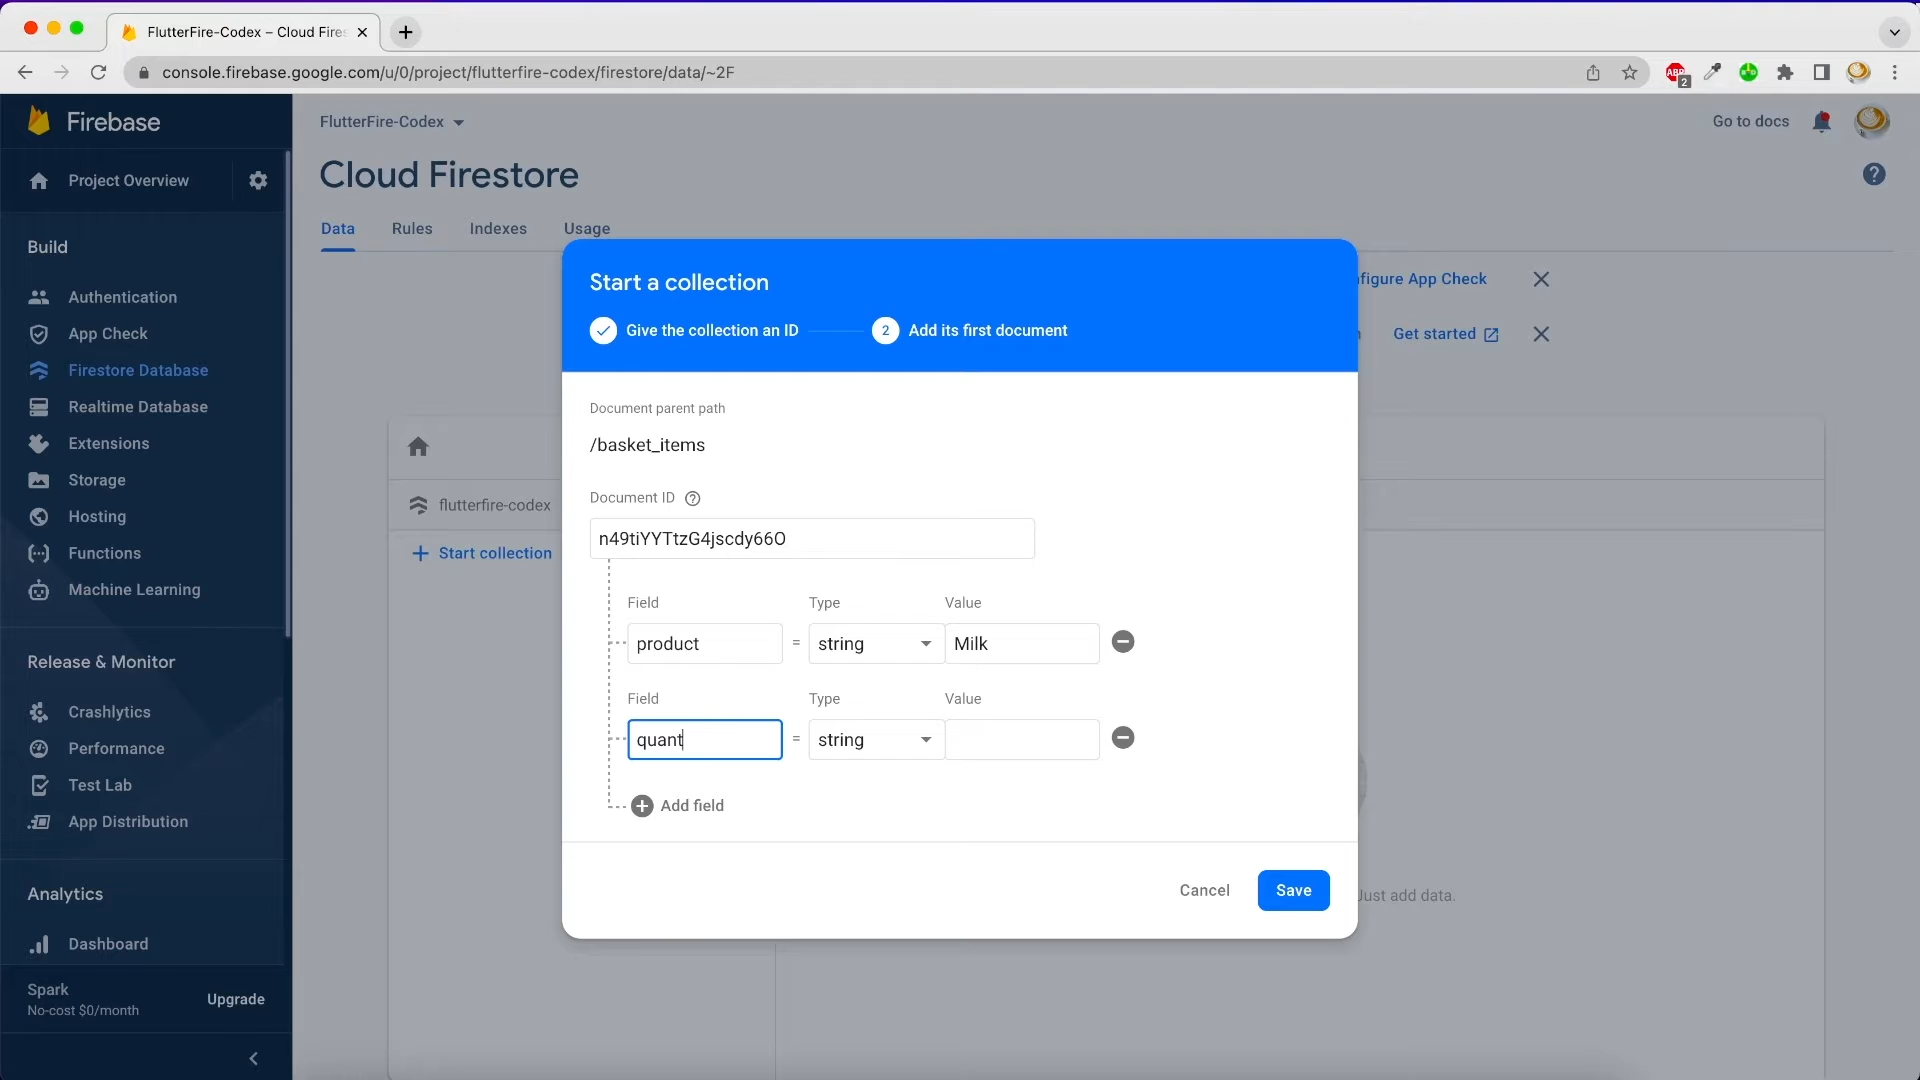 FlutterFire-Codex – Cloud Fires
console.firebase.google.com/u/0/project/flutterfire-codex/firestore/data/~2F
ABP
2
Firebase
FlutterFire-Codex
Go to docs
Project Overview
Cloud Firestore
Data Rules Indexes Usage
Build
Authentication
App Check
Firestore Database
Realtime Database
Extensions
Storage
Hosting
Functions
Machine Learning
Release & Monitor
Crashlytics
Performance
Test Lab
App Distribution
Analytics
Dashboard
Spark
No-cost $0/month
Upgrade
figure App Check
Get started
flutterfire-codex
Start collection
Just add data.
Start a collection
Give the collection an ID
2 Add its first document
Document parent path
/basket_items
Document ID
n49tiYYTtzG4jscdy66O
Field Type Value
product = string Milk
Field Type Value
quant = string
Add field
Cancel Save